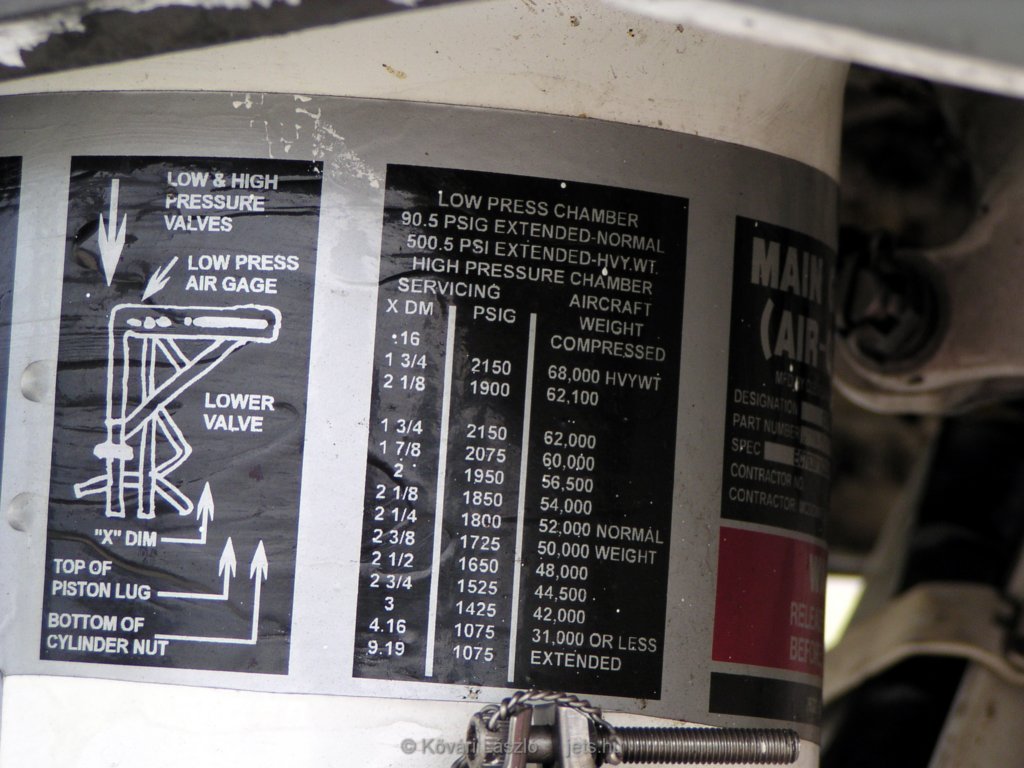 LOW & HIGH
PRESSURE
VALVES
LOW PRESS
AIR GAGE
LOWER
VALVE
"X" DIM
TOP OF
PISTON LUG
BOTTOM OF
CYLINDER NUT
LOW PRESS CHAMBER
90.5 PSIG EXTENDED-NORMAL
500.5 PSI EXTENDED-HVY.WT.
HIGH PRESSURE CHAMBER
SERVICING
X DM PSIG AIRCRAFT
WEIGHT
COMPRESSED
.16
1 3/4 2150 68,000 HVYWT
2 1/8 1900 62,100
1 3/4 2150 62,000
1 7/8 2075 60,000
2 1950 56,500
2 1/8 1850 54,000
2 1/4 1800 52,000 NORMAL
2 3/8 1725 50,000 WEIGHT
2 1/2 1650 48,000
2 3/4 1525 44,500
3 1425 42,000
4.16 1075 31,000 OR LESS
9.19 1075 EXTENDED
MAIN
(AIR-
DESIGNATION
PART NUMBER
SPEC
CONTRACTOR NO.
CONTRACTOR
© Kővári László jets.hu